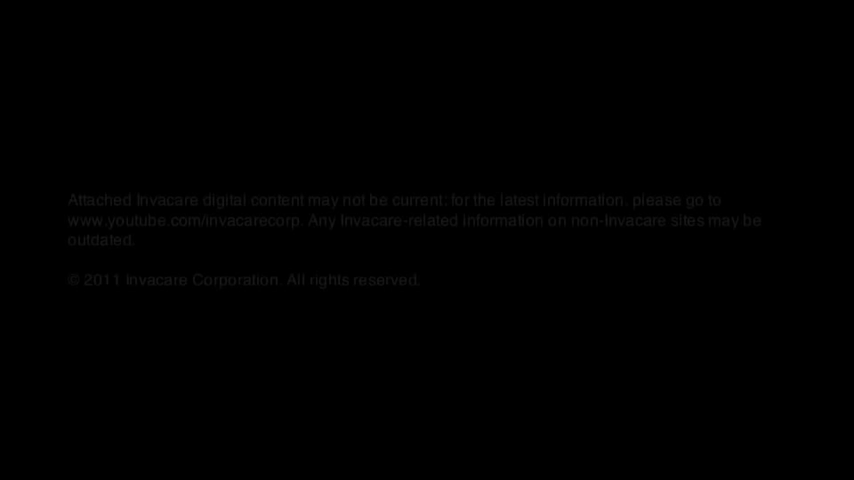 Attached Invacare digital content may not be current: for the latest information, please go to
www.youtube.com/invacarecorp. Any Invacare-related information on non-Invacare sites may be
outdated.
© 2011 Invacare Corporation. All rights reserved.